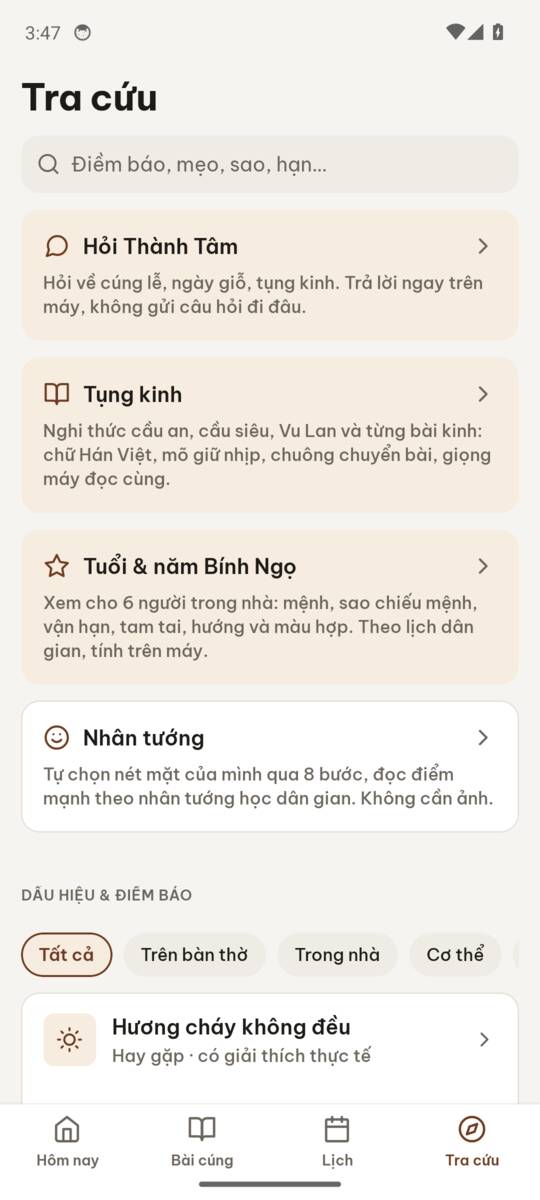 3:47
Tra cứu
Điềm báo, mẹo, sao, hạn...
Hỏi Thành Tâm
Hỏi về cúng lễ, ngày giỗ, tụng kinh. Trả lời ngay trên
máy, không gửi câu hỏi đi đâu.
Tụng kinh
Nghi thức cầu an, cầu siêu, Vu Lan và từng bài kinh:
chữ Hán Việt, mõ giữ nhịp, chuông chuyển bài, giọng
máy đọc cùng.
Tuổi & năm Bính Ngọ
Xem cho 6 người trong nhà: mệnh, sao chiếu mệnh,
vận hạn, tam tai, hướng và màu hợp. Theo lịch dân
gian, tính trên máy.
Nhân tướng
Tự chọn nét mặt của mình qua 8 bước, đọc điểm
mạnh theo nhân tướng học dân gian. Không cần ảnh.
DẤU HIỆU & ĐIỀM BÁO
Tất cả
Trên bàn thờ
Trong nhà
Cơ thể
Hương cháy không đều
Hay gặp · có giải thích thực tế
Hôm nay
Bài cúng
Lịch
Tra cứu